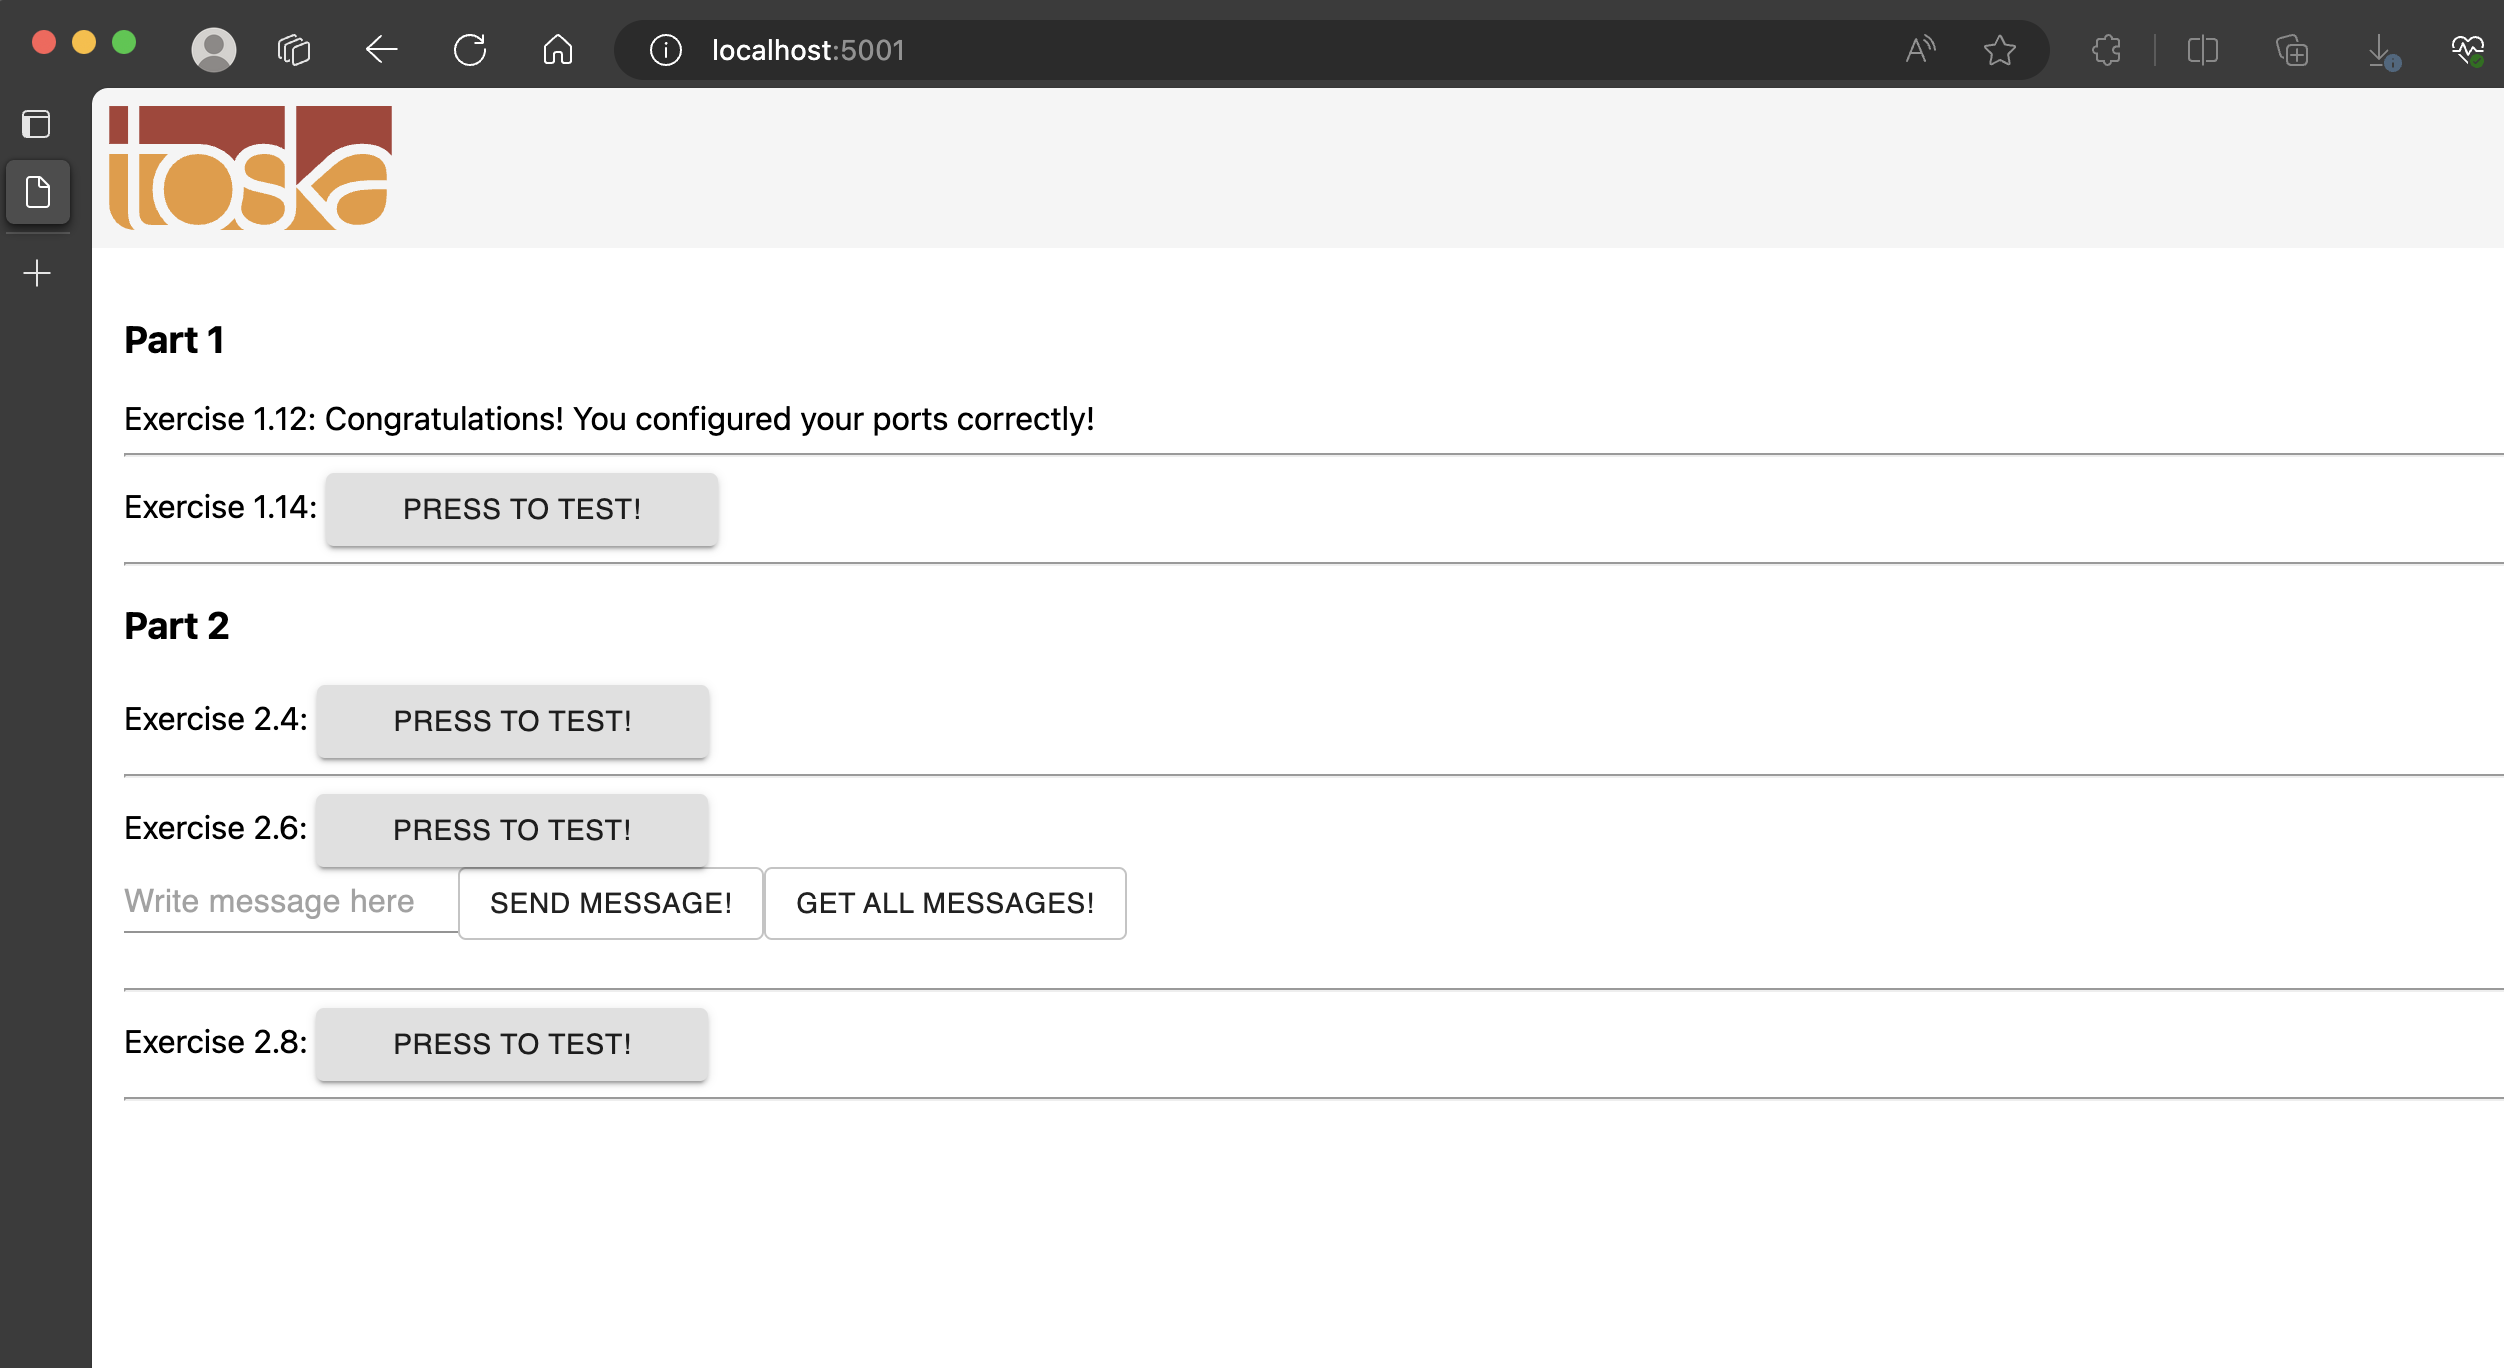 localhost:5001
toska
Part 1
Exercise 1.12: Congratulations! You configured your ports correctly!
Exercise 1.14: PRESS TO TEST!
Part 2
Exercise 2.4: PRESS TO TEST!
Exercise 2.6: PRESS TO TEST!
Write message here SEND MESSAGE! GET ALL MESSAGES!
Exercise 2.8: PRESS TO TEST!